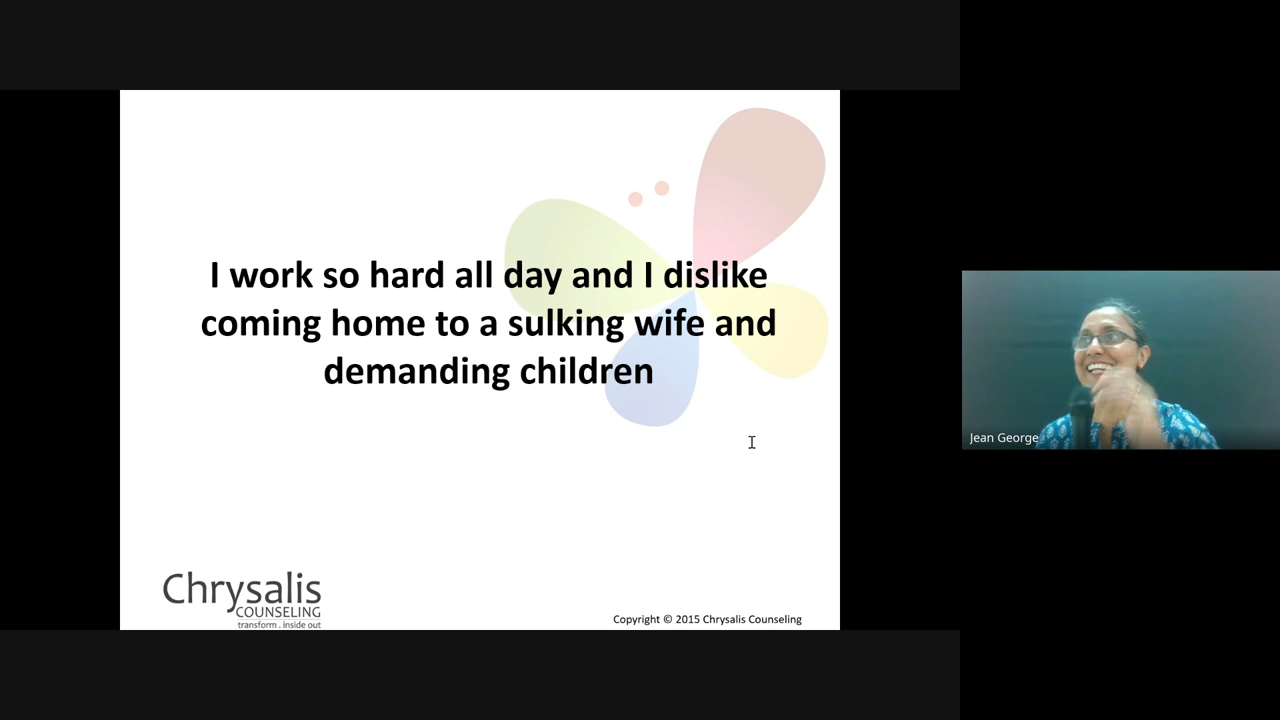 I work so hard all day and I dislike
coming home to a sulking wife and
demanding children
Jean George
Chrysalis
COUNSELING
transform . inside out
Copyright © 2015 Chrysalis Counseling